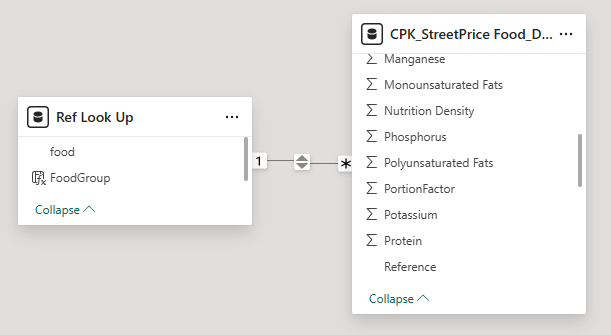 Ref Look Up
...
food
FoodGroup
Collapse
1
*
CPK_StreetPrice Food_D...
...
Manganese
Monounsaturated Fats
Nutrition Density
Phosphorus
Polyunsaturated Fats
PortionFactor
Potassium
Protein
Reference
Collapse